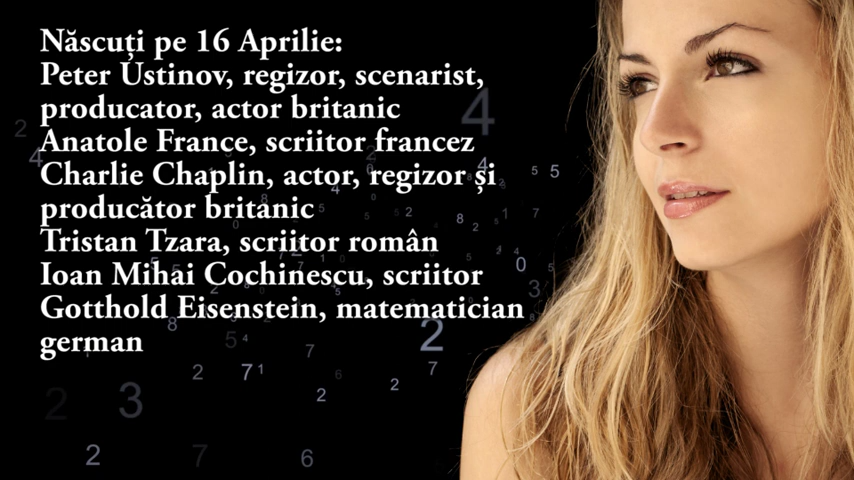 Născuți pe 16 Aprilie:
Peter Ustinov, regizor, scenarist,
producator, actor britanic
Anatole France, scriitor francez
Charlie Chaplin, actor, regizor și
producător britanic
Tristan Tzara, scriitor român
Ioan Mihai Cochinescu, scriitor
Gotthold Eisenstein, matematician
german